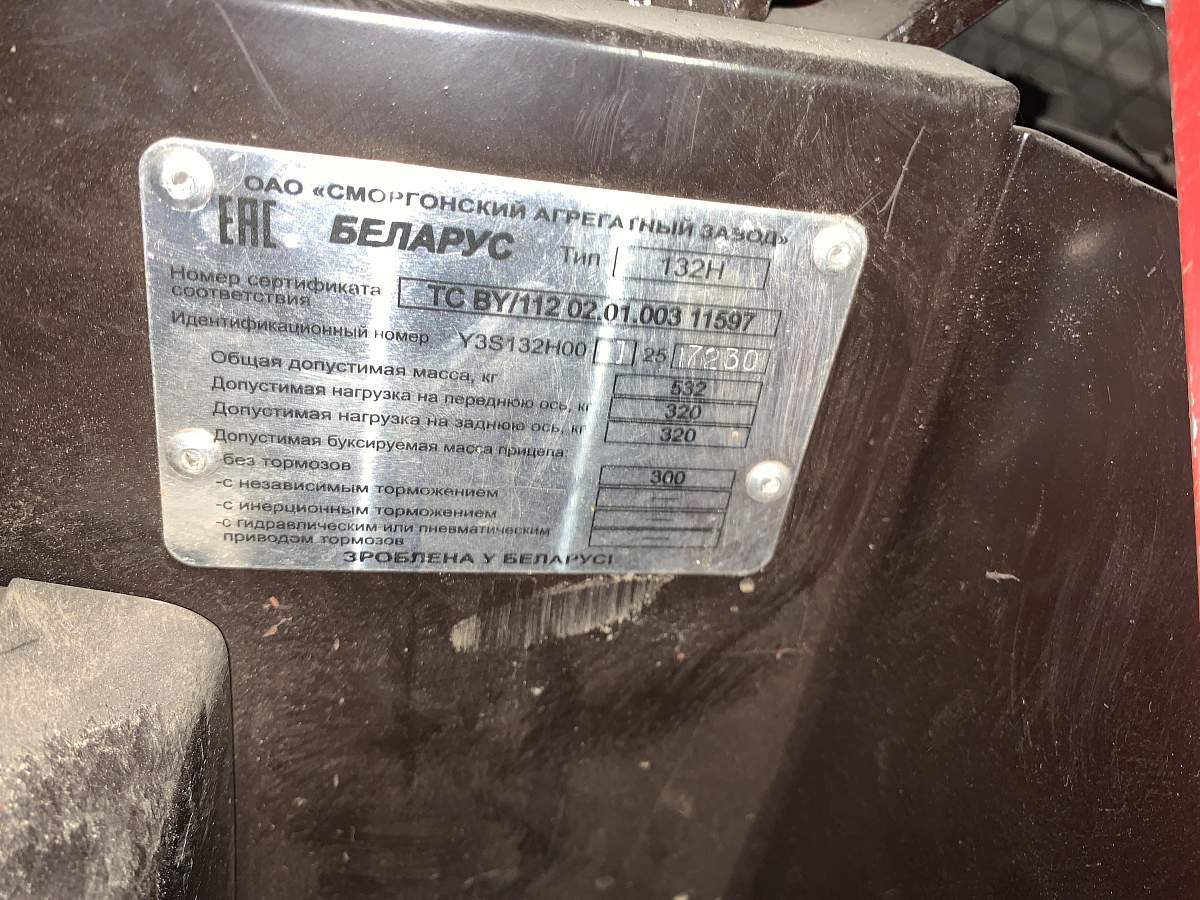 ОАО «СМОРГОНСКИЙ АГРЕГАТНЫЙ ЗАВОД»
EAC БЕЛАРУС Тип 132Н
Номер сертификата
соответствия ТС BY/112 02.01.003 11597
Идентификационный номер Y3S132H00 J 25 17230
Общая допустимая масса, кг 532
Допустимая нагрузка на переднюю ось, кг 320
Допустимая нагрузка на заднюю ось, кг 320
Допустимая буксируемая масса прицепа:
без тормозов 300
-с независимым торможением —
-с инерционным торможением —
-с гидравлическим или пневматическим
приводом тормозов —
ЗРОБЛЕНА У БЕЛАРУСІ